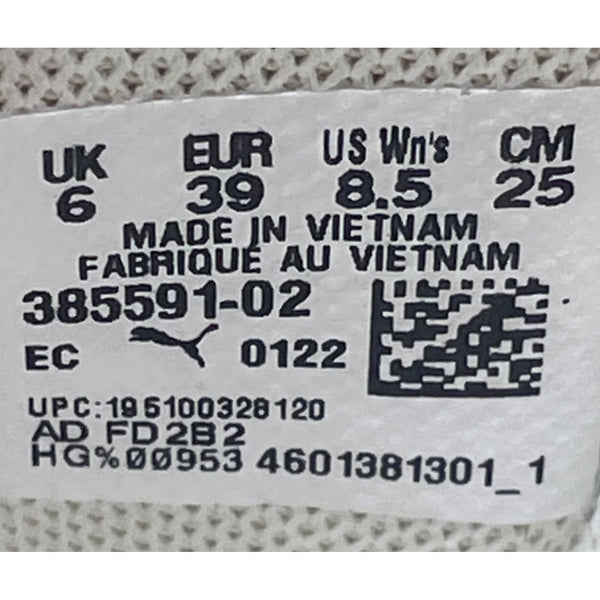 UK EUR US Wn's CM
6 39 8.5 25
MADE IN VIETNAM
FABRIQUÉ AU VIETNAM
385591-02
EC 0122
UPC:195100328120
AD FD2B2
HG%00953 4601381301_1